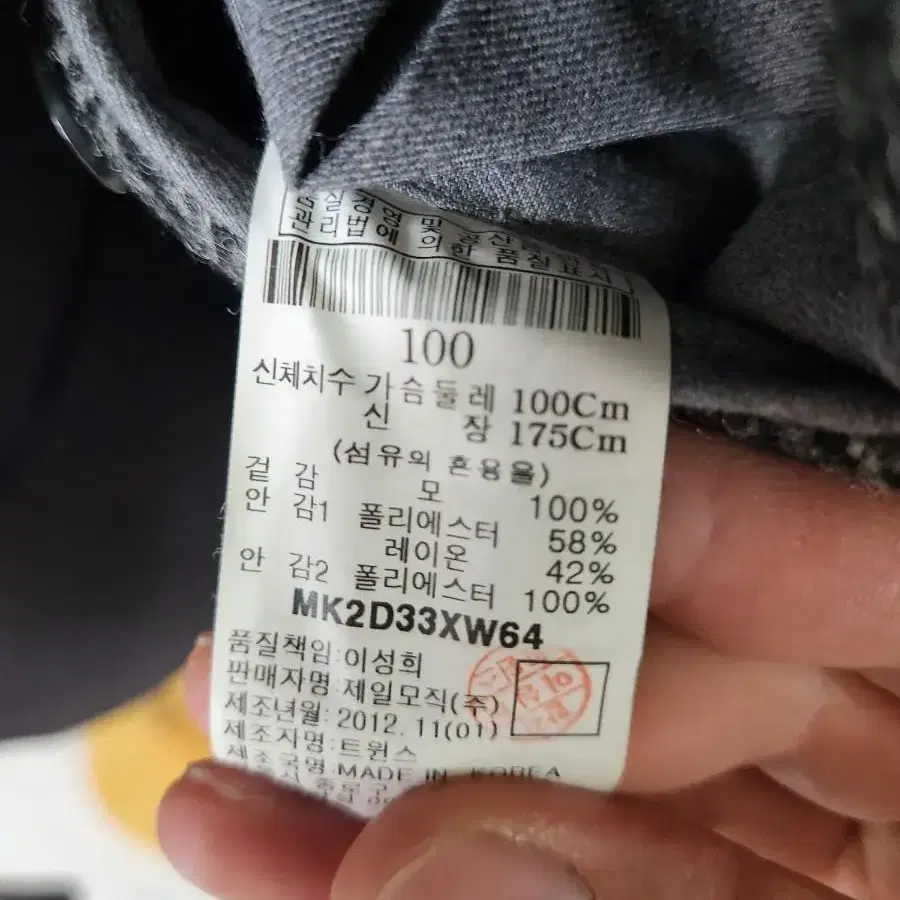 관리법에 의한 품질표시
100
신체치수 가슴둘레 100Cm
신 장 175Cm
(섬유의 혼용율)
겉 감 모 100%
안 감1 폴리에스터 58%
레이온 42%
안 감2 폴리에스터 100%
MK2D33XW64
품질책임:이성희
판매자명:제일모직(주)
제조년월:2012. 11(01)
제조자명:트윈스
제조국명:MADE IN KOREA